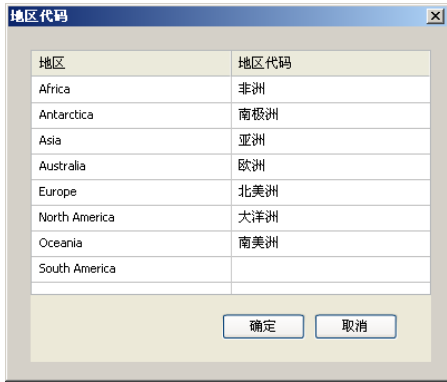 地区代码
地区 地区代码
Africa 非洲
Antarctica 南极洲
Asia 亚洲
Australia 欧洲
Europe 北美洲
North America 大洋洲
Oceania 南美洲
South America
确定 取消